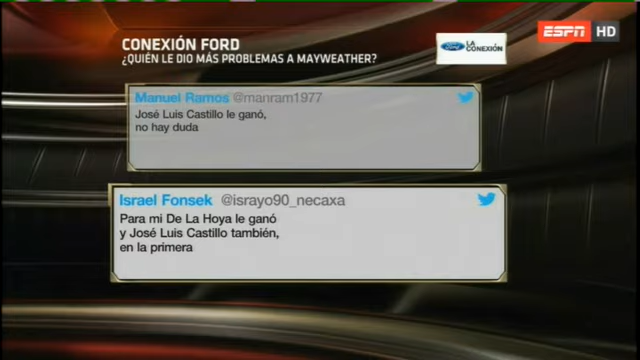 CONEXIÓN FORD
¿QUIÉN LE DIO MÁS PROBLEMAS A MAYWEATHER?
Ford
LA
CONEXIÓN
ESPN HD
Manuel Ramos @manram1977
José Luis Castillo le ganó,
no hay duda
Israel Fonsek @israyo90_necaxa
Para mi De La Hoya le ganó
y José Luis Castillo también,
en la primera